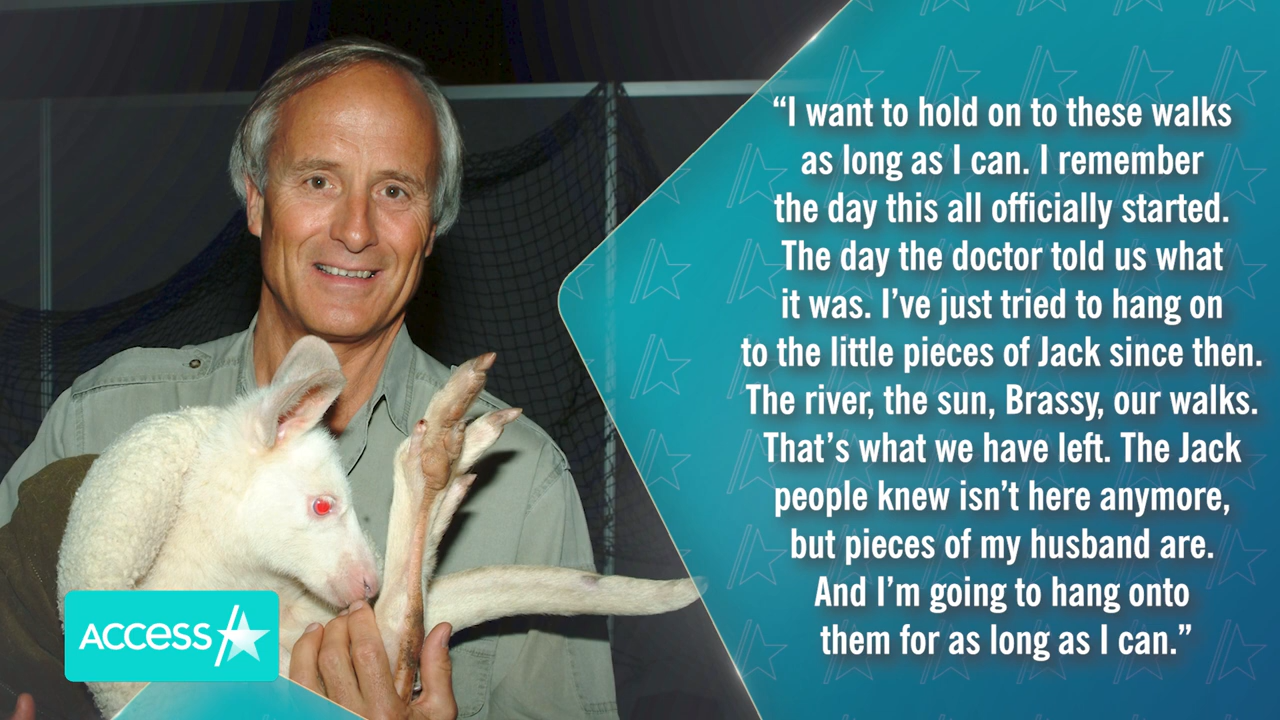 “I want to hold on to these walks
as long as I can. I remember
the day this all officially started.
The day the doctor told us what
it was. I’ve just tried to hang on
to the little pieces of Jack since then.
The river, the sun, Brassy, our walks.
That’s what we have left. The Jack
people knew isn’t here anymore,
but pieces of my husband are.
And I’m going to hang onto
them for as long as I can.”
ACCESS